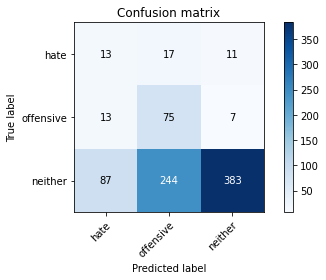 Confusion matrix
True label
hate
13
17
11
offensive
13
75
7
neither
87
244
383
hate
offensive
neither
Predicted label
350
300
250
200
150
100
50